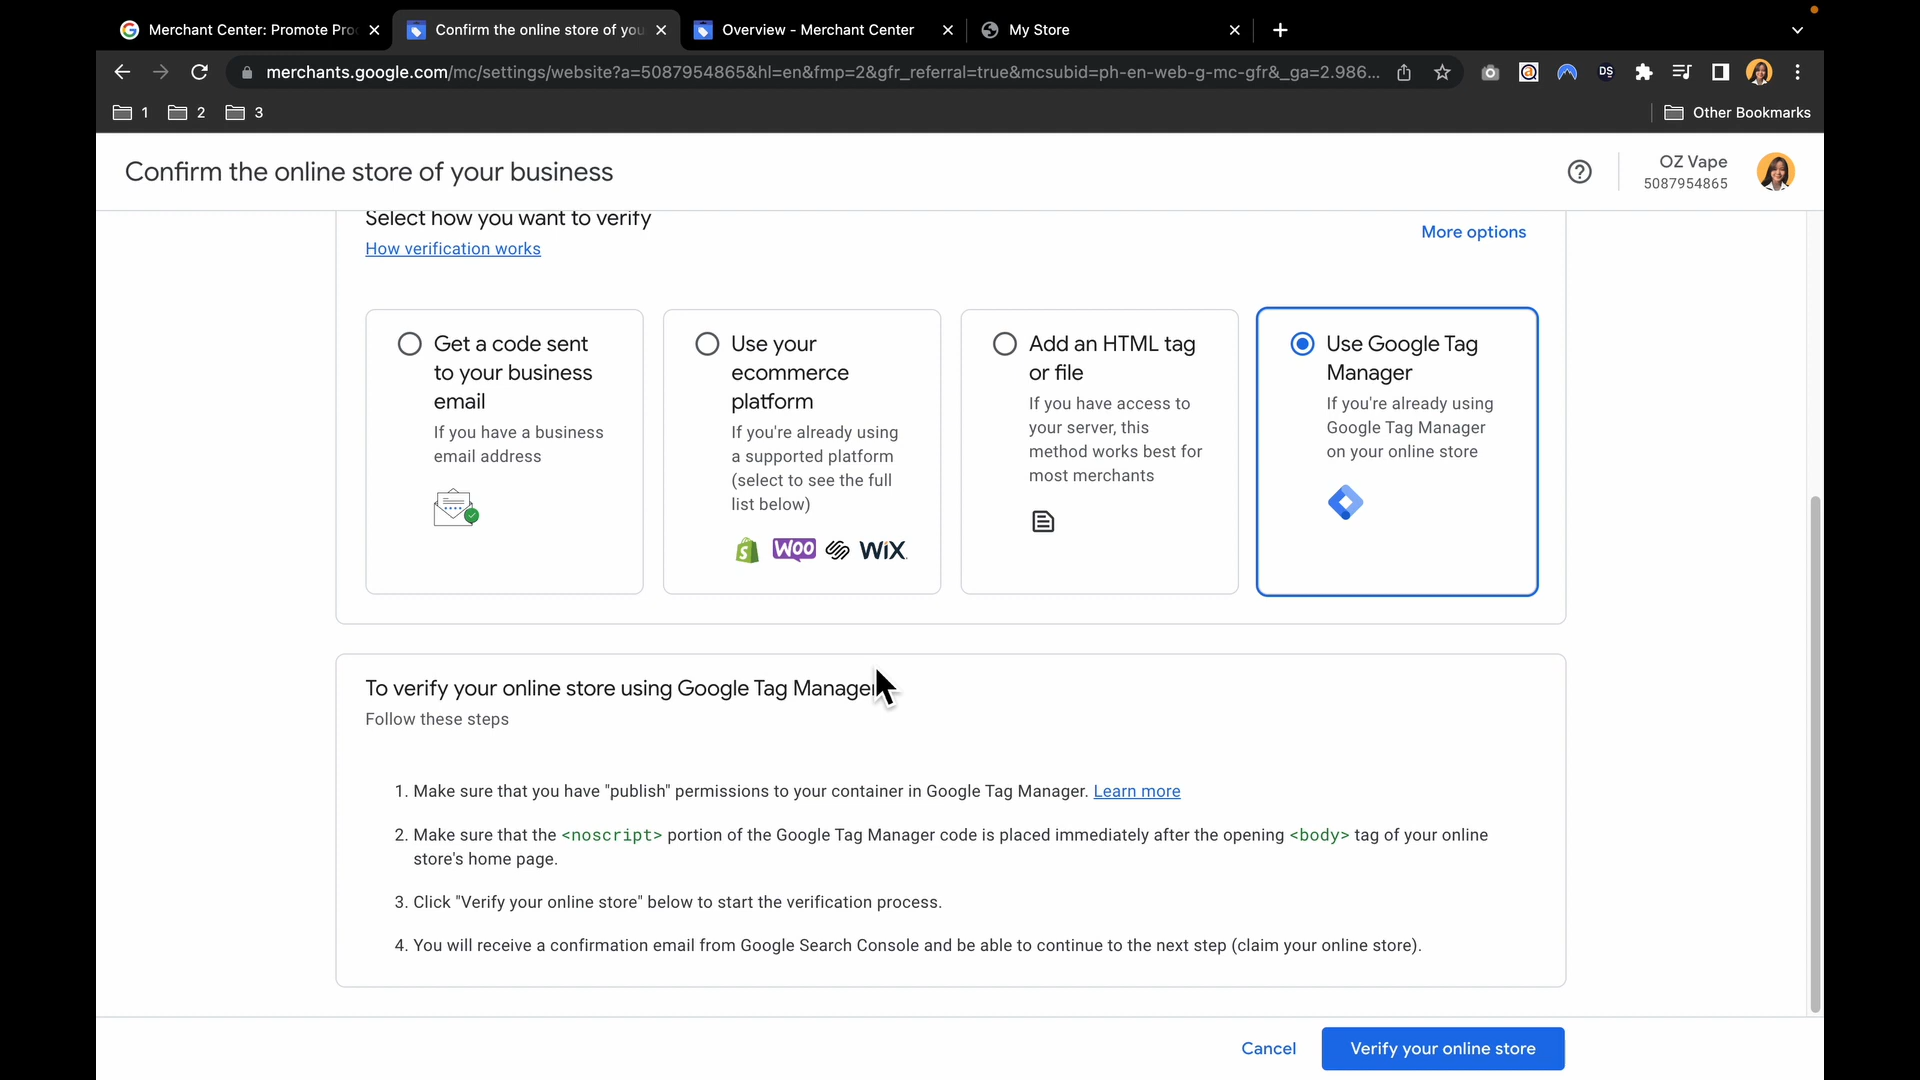 Merchant Center: Promote Pro
Confirm the online store of you
Overview - Merchant Center
My Store
merchants.google.com/mc/settings/website?a=5087954865&hl=en&fmp=2&gfr_referral=true&mcsubid=ph-en-web-g-mc-gfr&_ga=2.986...
1
2
3
Other Bookmarks
Confirm the online store of your business
OZ Vape
5087954865
Select how you want to verify
How verification works
More options
Get a code sent
to your business
email
If you have a business
email address
Use your
ecommerce
platform
If you're already using
a supported platform
(select to see the full
list below)
WOO
WiX
Add an HTML tag
or file
If you have access to
your server, this
method works best for
most merchants
Use Google Tag
Manager
If you're already using
Google Tag Manager
on your online store
To verify your online store using Google Tag Manager
Follow these steps
1. Make sure that you have "publish" permissions to your container in Google Tag Manager. Learn more
2. Make sure that the <noscript> portion of the Google Tag Manager code is placed immediately after the opening <body> tag of your online
store's home page.
3. Click "Verify your online store" below to start the verification process.
4. You will receive a confirmation email from Google Search Console and be able to continue to the next step (claim your online store).
Cancel
Verify your online store